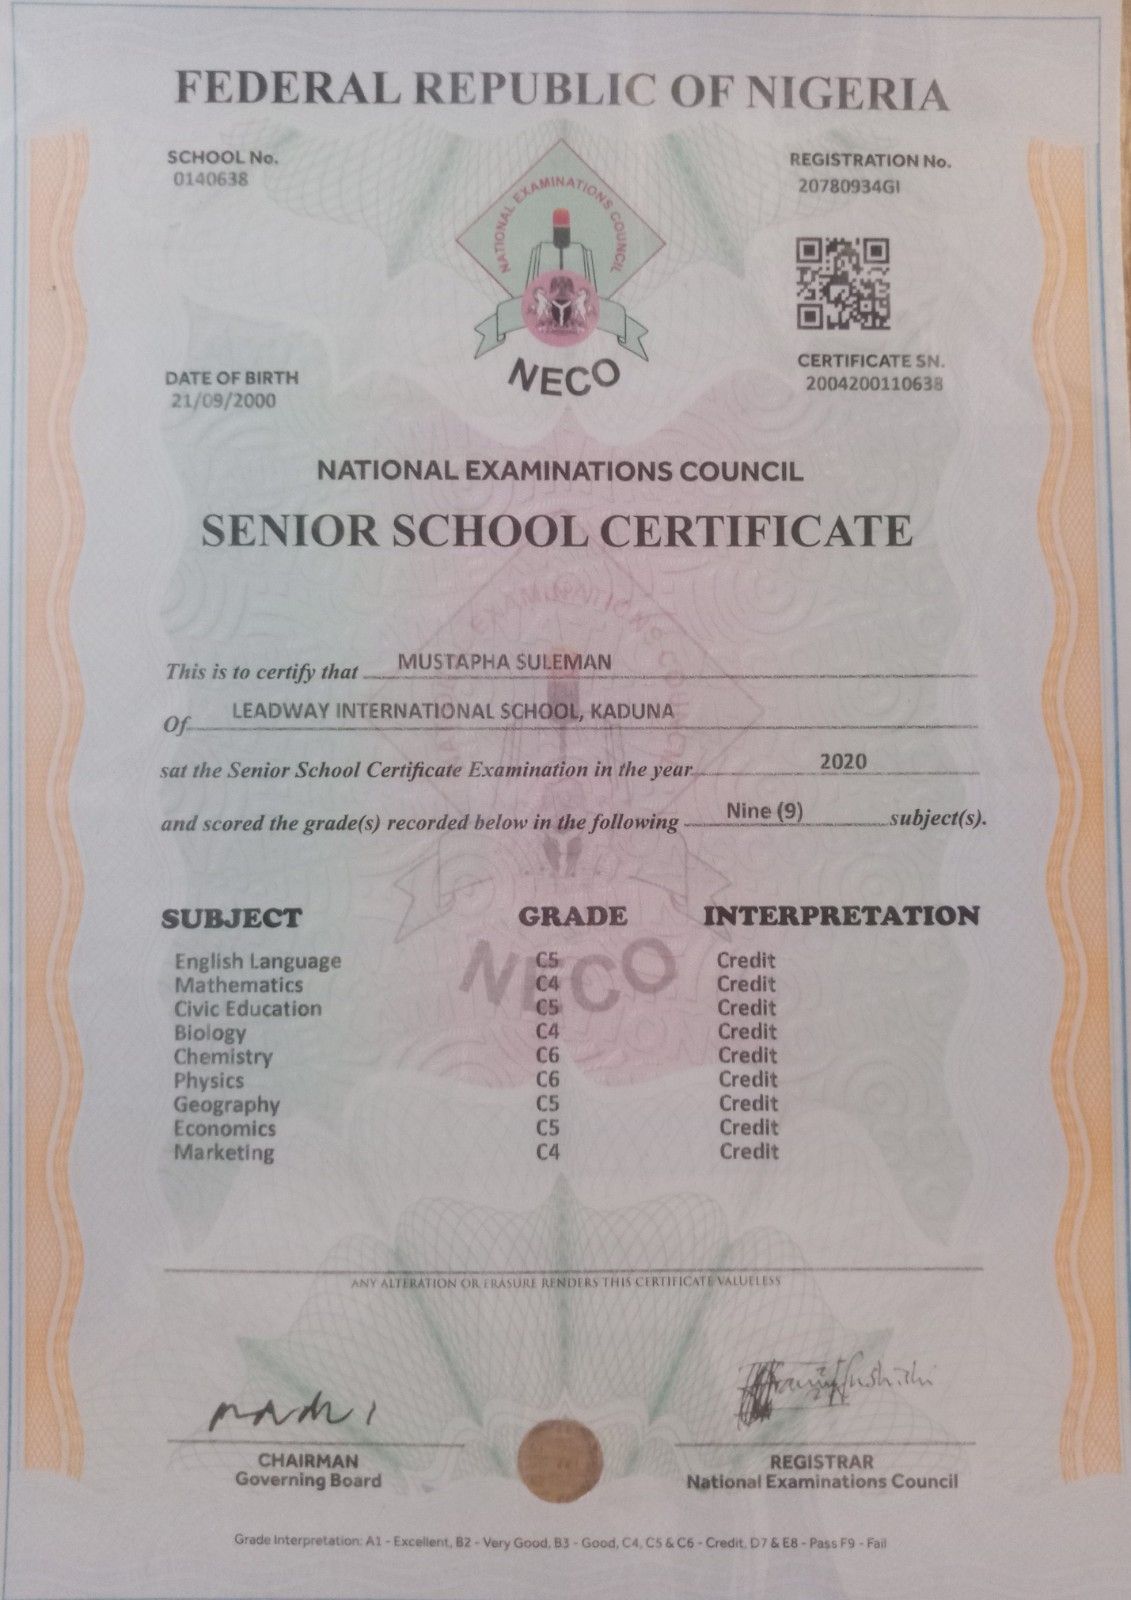 FEDERAL REPUBLIC OF NIGERIA
SCHOOL No.
0140638
REGISTRATION No.
20780934GI
NATIONAL EXAMINATIONS COUNCIL
NECO
DATE OF BIRTH
21/09/2000
CERTIFICATE SN.
2004200110638
NATIONAL EXAMINATIONS COUNCIL
SENIOR SCHOOL CERTIFICATE
This is to certify that MUSTAPHA SULEMAN
Of LEADWAY INTERNATIONAL SCHOOL, KADUNA
sat the Senior School Certificate Examination in the year 2020
and scored the grade(s) recorded below in the following Nine (9) subject(s).
SUBJECT GRADE INTERPRETATION
English Language C5 Credit
Mathematics C4 Credit
Civic Education C5 Credit
Biology C4 Credit
Chemistry C6 Credit
Physics C6 Credit
Geography C5 Credit
Economics C5 Credit
Marketing C4 Credit
NECO
ANY ALTERATION OR ERASURE RENDERS THIS CERTIFICATE VALUELESS
CHAIRMAN
Governing Board
REGISTRAR
National Examinations Council
Grade Interpretation: A1 - Excellent, B2 - Very Good, B3 - Good, C4, C5 & C6 - Credit, D7 & E8 - Pass F9 - Fail